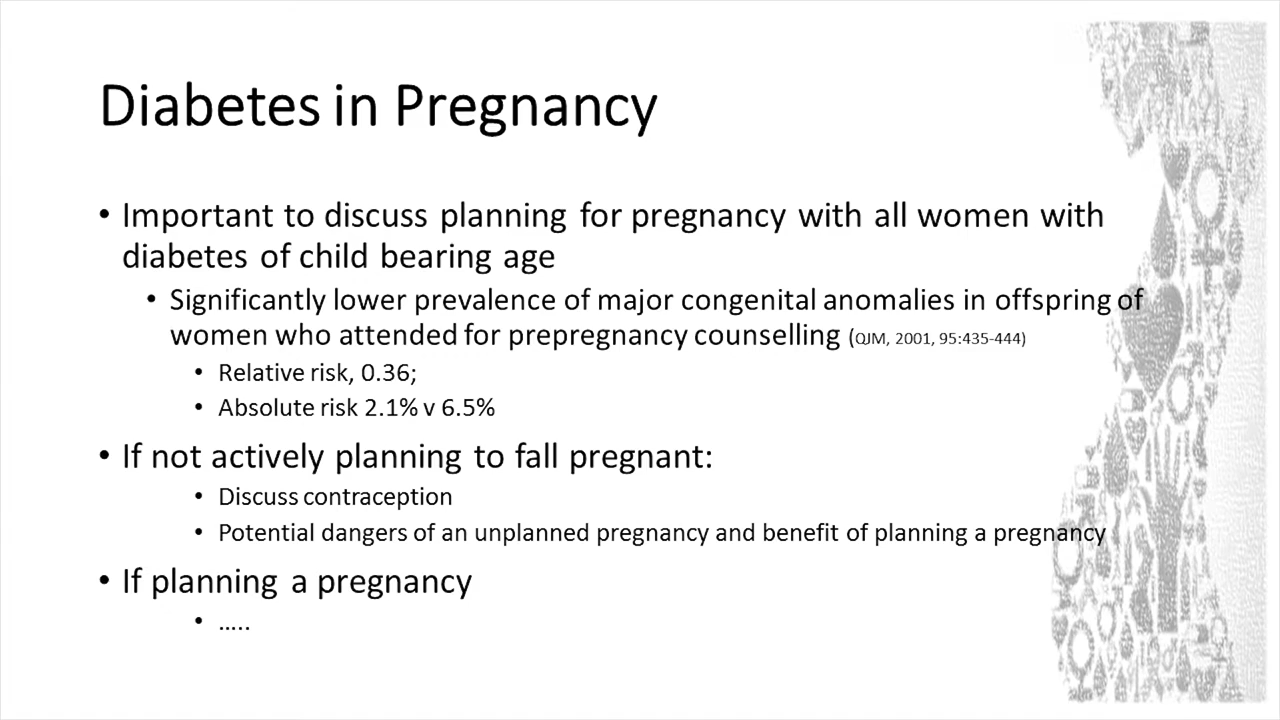 Diabetes in Pregnancy
• Important to discuss planning for pregnancy with all women with
diabetes of child bearing age
• Significantly lower prevalence of major congenital anomalies in offspring of
women who attended for prepregnancy counselling (QJM, 2001, 95:435-444)
• Relative risk, 0.36;
• Absolute risk 2.1% v 6.5%
• If not actively planning to fall pregnant:
• Discuss contraception
• Potential dangers of an unplanned pregnancy and benefit of planning a pregnancy
• If planning a pregnancy
• .....